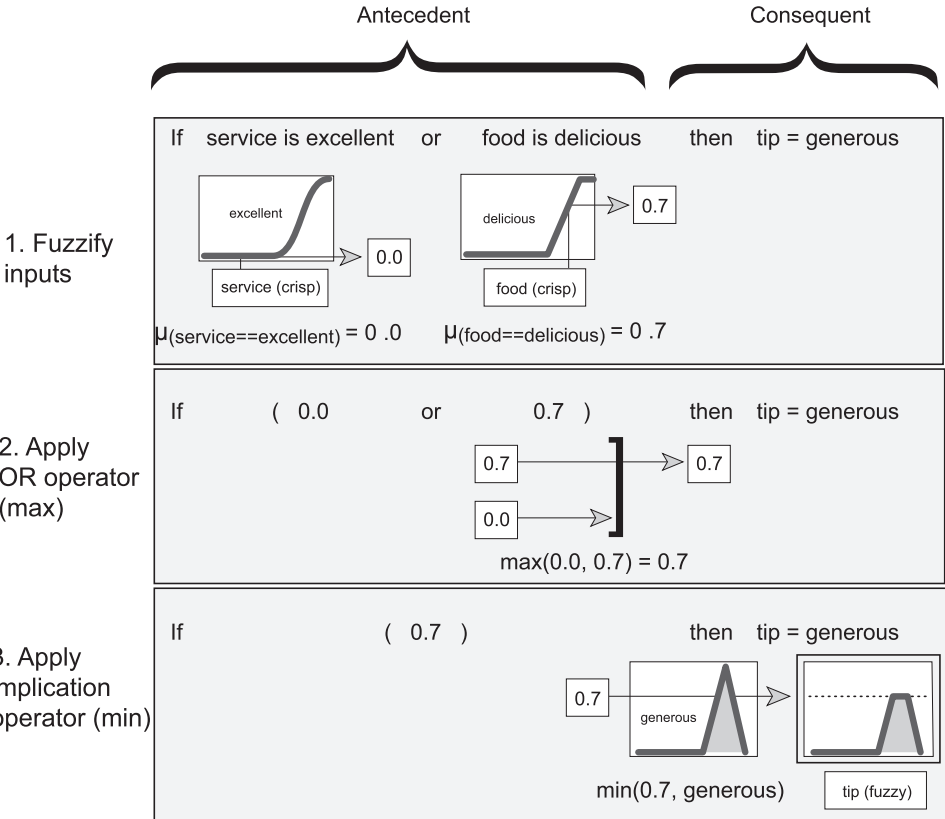 Antecedent
Consequent
If service is excellent or food is delicious then tip = generous
1. Fuzzify
inputs
excellent
0.0
service (crisp)
delicious
0.7
food (crisp)
μ(service==excellent) = 0 .0
μ(food==delicious) = 0 .7
If ( 0.0 or 0.7 ) then tip = generous
2. Apply
OR operator
(max)
0.7
0.7
0.0
max(0.0, 0.7) = 0.7
If ( 0.7 ) then tip = generous
3. Apply
implication
operator (min)
0.7
generous
min(0.7, generous)
tip (fuzzy)